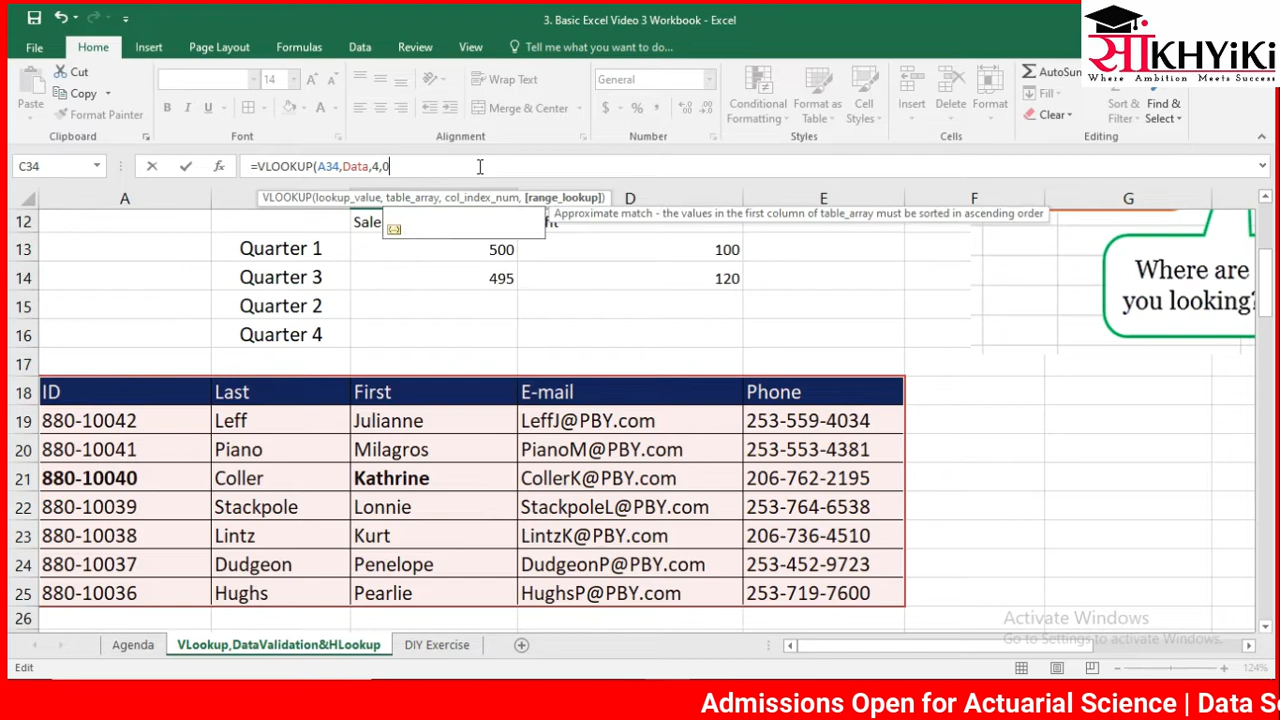 3. Basic Excel Video 3 Workbook - Excel
साKHYiKi
Where Ambition Meets Success
File Home Insert Page Layout Formulas Data Review View Tell me what you want to do...
Cut
Copy
Format Painter
Paste
Clipboard
14
A A
B I U
A
Font
Wrap Text
Merge & Center
Alignment
General
$ % ,
Number
Conditional Formatting
Format as Table
Cell Styles
Styles
Insert Delete Format
Cells
AutoSum
Fill
Clear
Sort & Filter
Find & Select
Editing
C34 fx =VLOOKUP(A34,Data,4,0
VLOOKUP(lookup_value, table_array, col_index_num, [range_lookup])
Approximate match - the values in the first column of table_array must be sorted in ascending order
A D E F G
12 Sale fit
13 Quarter 1 500 100
14 Quarter 3 495 120
15 Quarter 2
16 Quarter 4
17
Where are
you looking?
18 ID Last First E-mail Phone
19 880-10042 Leff Julianne LeffJ@PBY.com 253-559-4034
20 880-10041 Piano Milagros PianoM@PBY.com 253-553-4381
21 880-10040 Coller Kathrine CollerK@PBY.com 206-762-2195
22 880-10039 Stackpole Lonnie StackpoleL@PBY.com 253-764-6538
23 880-10038 Lintz Kurt LintzK@PBY.com 206-736-4510
24 880-10037 Dudgeon Penelope DudgeonP@PBY.com 253-452-9723
25 880-10036 Hughs Pearlie HughsP@PBY.com 253-719-7600
26
Activate Windows
Go to Settings to activate Windows.
Agenda VLookup,DataValidation&HLookup DIY Exercise
Edit 124%
Admissions Open for Actuarial Science | Data S